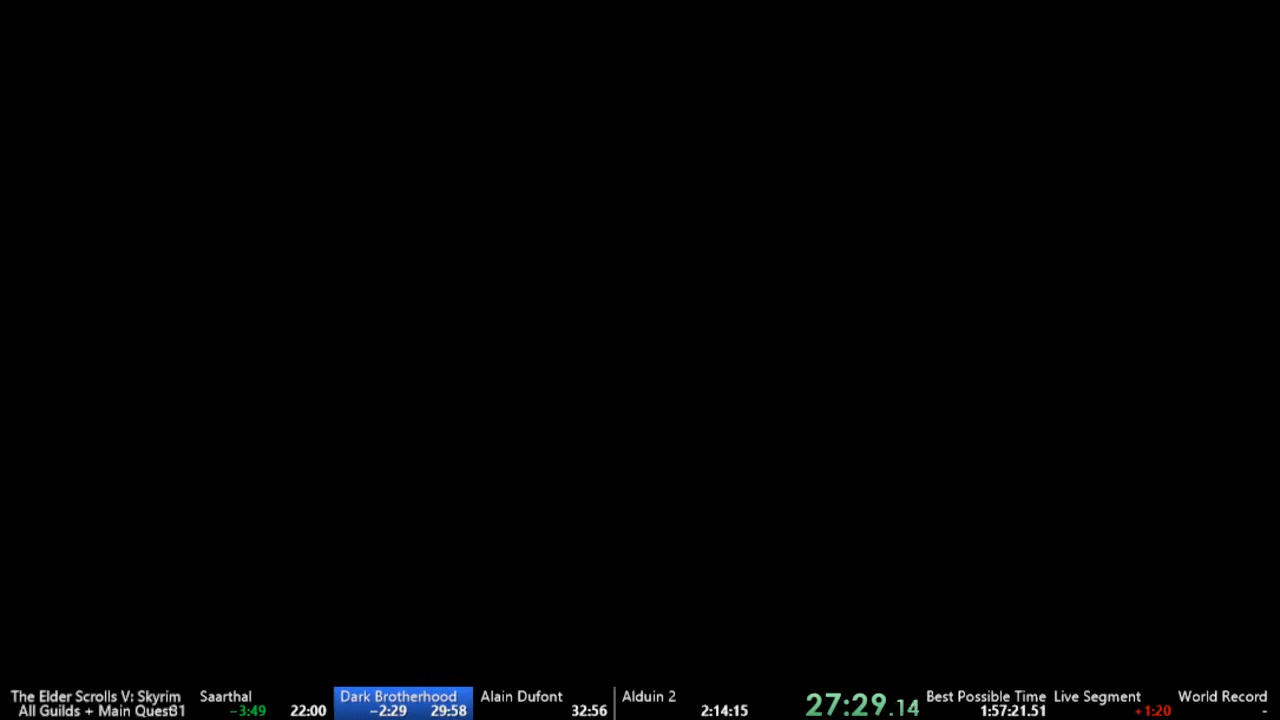 The Elder Scrolls V: Skyrim
All Guilds + Main Quest31
Saarthal
-3:49 22:00
Dark Brotherhood
-2:29 29:58
Alain Dufont
32:56
Alduin 2
2:14:15
27:29.14
Best Possible Time
1:57:21.51
Live Segment
+1:20
World Record
-